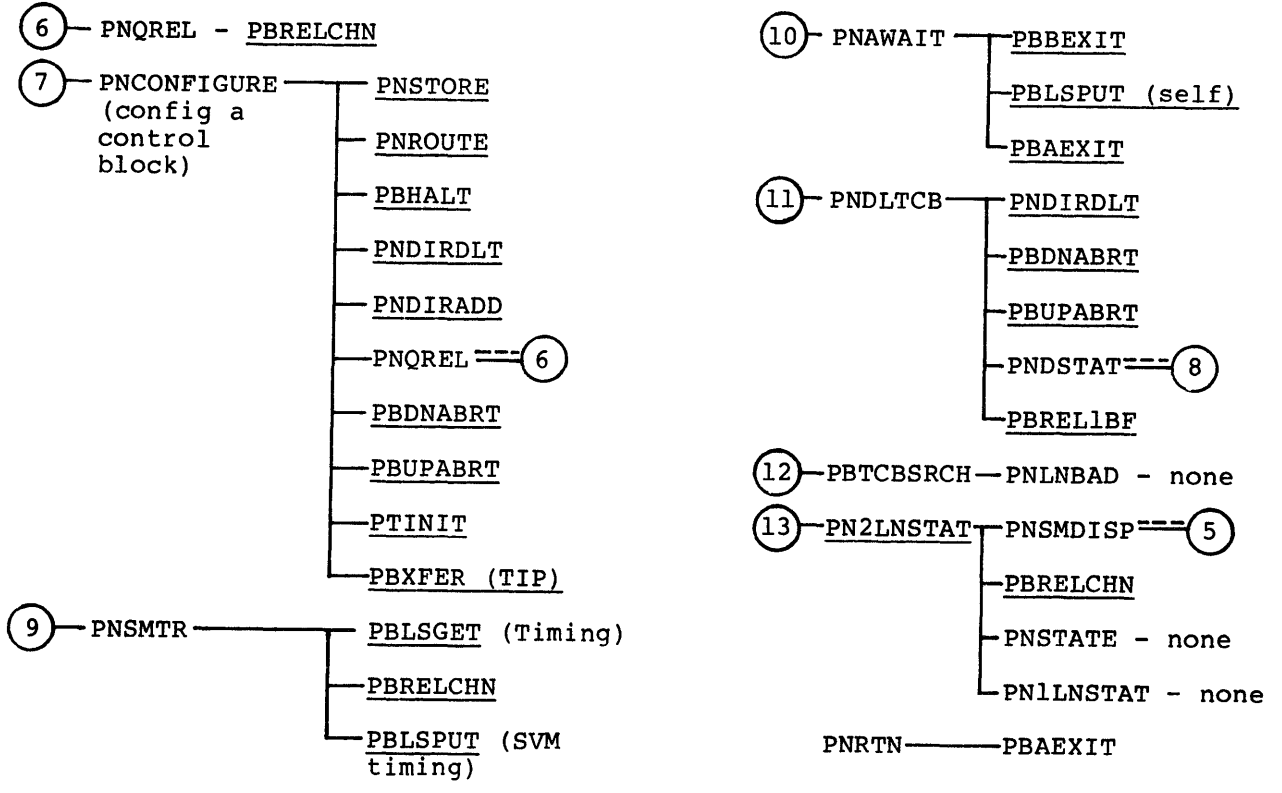 6 PNQREL - PBRELCHN
7 PNCONFIGURE
(config a
control
block)
PNSTORE
PNROUTE
PBHALT
PNDIRDLT
PNDIRADD
PNQREL 6
PBDNABRT
PBUPABRT
PTINIT
PBXFER (TIP)
9 PNSMTR
PBLSGET (Timing)
PBRELCHN
PBLSPUT (SVM
timing)
10 PNAWAIT
PBBEXIT
PBLSPUT (self)
PBAEXIT
11 PNDLTCB
PNDIRDLT
PBDNABRT
PBUPABRT
PNDSTAT 8
PBREL1BF
12 PBTCBSRCH PNLNBAD - none
13 PN2LNSTAT
PNSMDISP 5
PBRELCHN
PNSTATE - none
PN1LNSTAT - none
PNRTN PBAEXIT